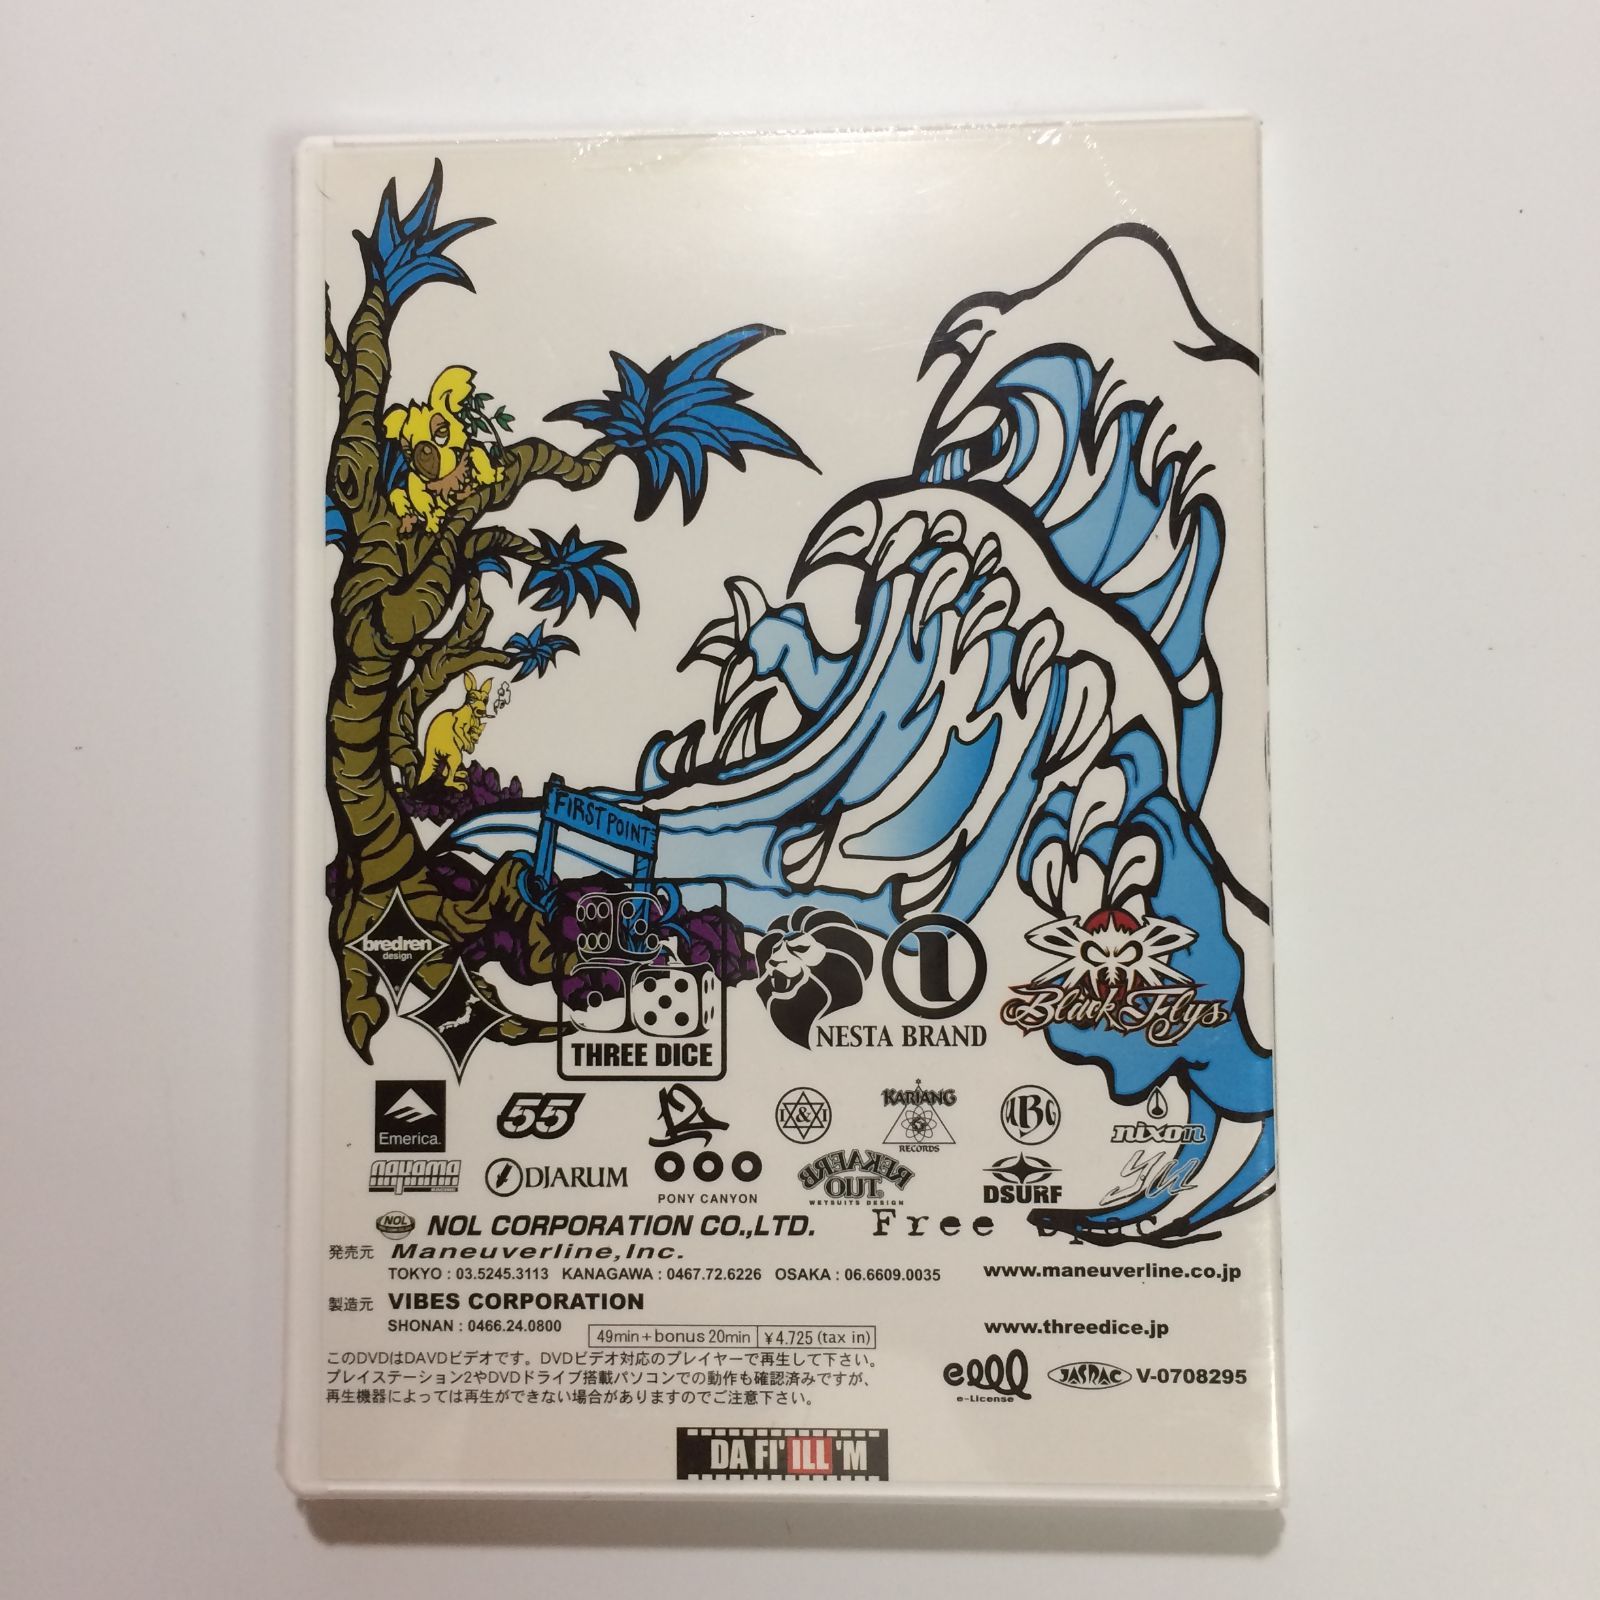 FIRST POINT
bredren
design
THREE DICE
NESTA BRAND
Black Flys
Emerica.
55
I&I
KARIANG
RECORDS
UBG
nixon
nayama
DJARUM
PONY CANYON
REKAERB
TUO
WETSUITS DESIGN
DSURF
NOL
NOL CORPORATION CO.,LTD.
Free Space
発売元 Maneuverline,Inc.
TOKYO : 03.5245.3113 KANAGAWA : 0467.72.6226 OSAKA : 06.6609.0035
www.maneuverline.co.jp
製造元 VIBES CORPORATION
SHONAN : 0466.24.0800
49min+bonus20min ¥4.725 (tax in)
www.threedice.jp
このDVDはDAVDビデオです。DVDビデオ対応のプレイヤーで再生して下さい。
プレイステーション2やDVDドライブ搭載パソコンでの動作も確認済みですが、
再生機器によっては再生ができない場合がありますのでご注意下さい。
e-License
JASRAC V-0708295
DA FI'ILL'M